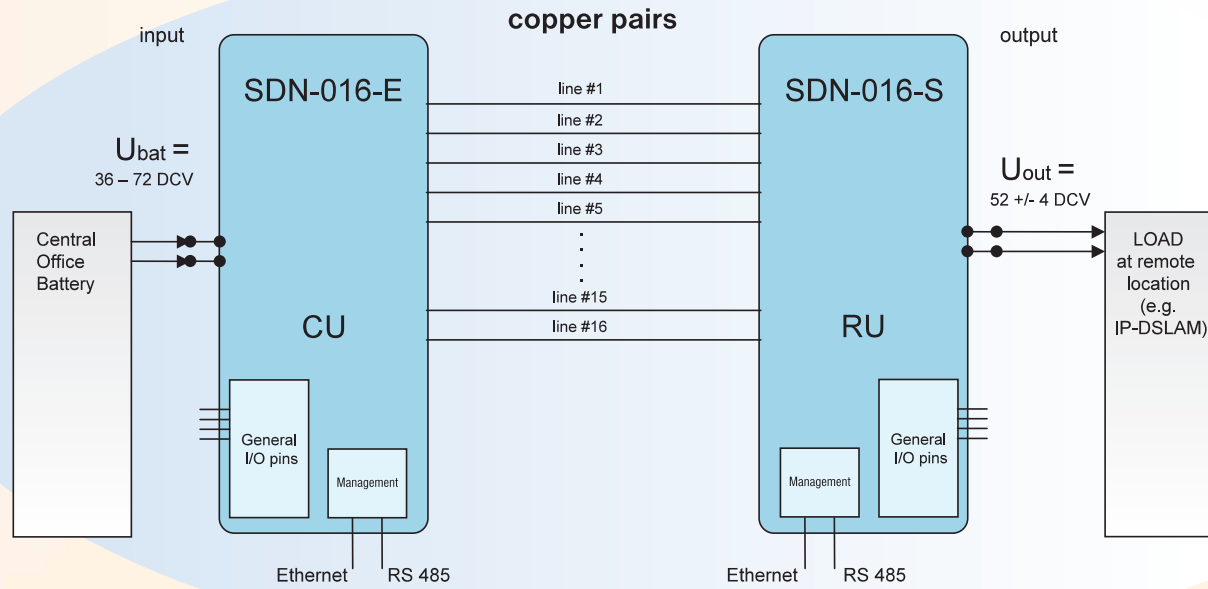 copper pairs
input
output
SDN-016-E
SDN-016-S
line #1
line #2
line #3
line #4
line #5
line #15
line #16
Ubat =
36 – 72 DCV
Uout =
52 +/- 4 DCV
Central
Office
Battery
LOAD
at remote
location
(e.g.
IP-DSLAM)
CU
RU
General
I/O pins
Management
Management
General
I/O pins
Ethernet
RS 485
Ethernet
RS 485